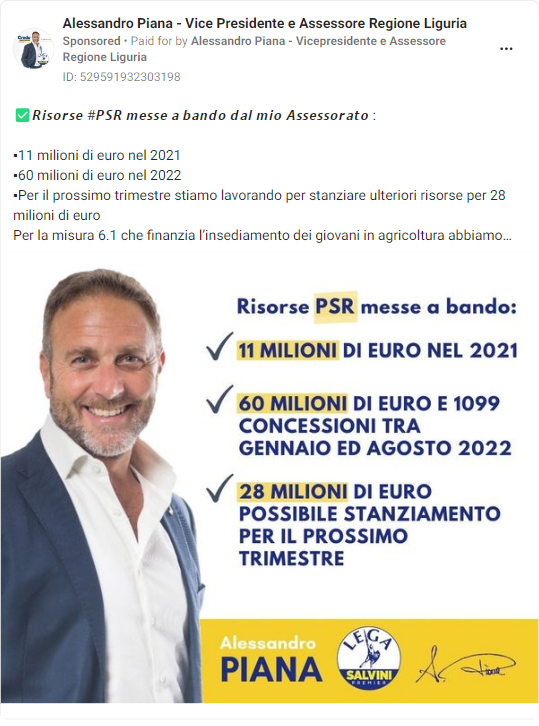 Alessandro Piana - Vice Presidente e Assessore Regione Liguria
Sponsored • Paid for by Alessandro Piana - Vicepresidente e Assessore
Regione Liguria
ID: 529591932303198
✅Risorse #PSR messe a bando dal mio Assessorato :
▪11 milioni di euro nel 2021
▪60 milioni di euro nel 2022
▪Per il prossimo trimestre stiamo lavorando per stanziare ulteriori risorse per 28
milioni di euro
Per la misura 6.1 che finanzia l’insediamento dei giovani in agricoltura abbiamo...
Risorse PSR messe a bando:
11 MILIONI DI EURO NEL 2021
60 MILIONI DI EURO E 1099
CONCESSIONI TRA
GENNAIO ED AGOSTO 2022
28 MILIONI DI EURO
POSSIBILE STANZIAMENTO
PER IL PROSSIMO
TRIMESTRE
Alessandro
PIANA
LEGA
SALVINI
PREMIER
A. Piana